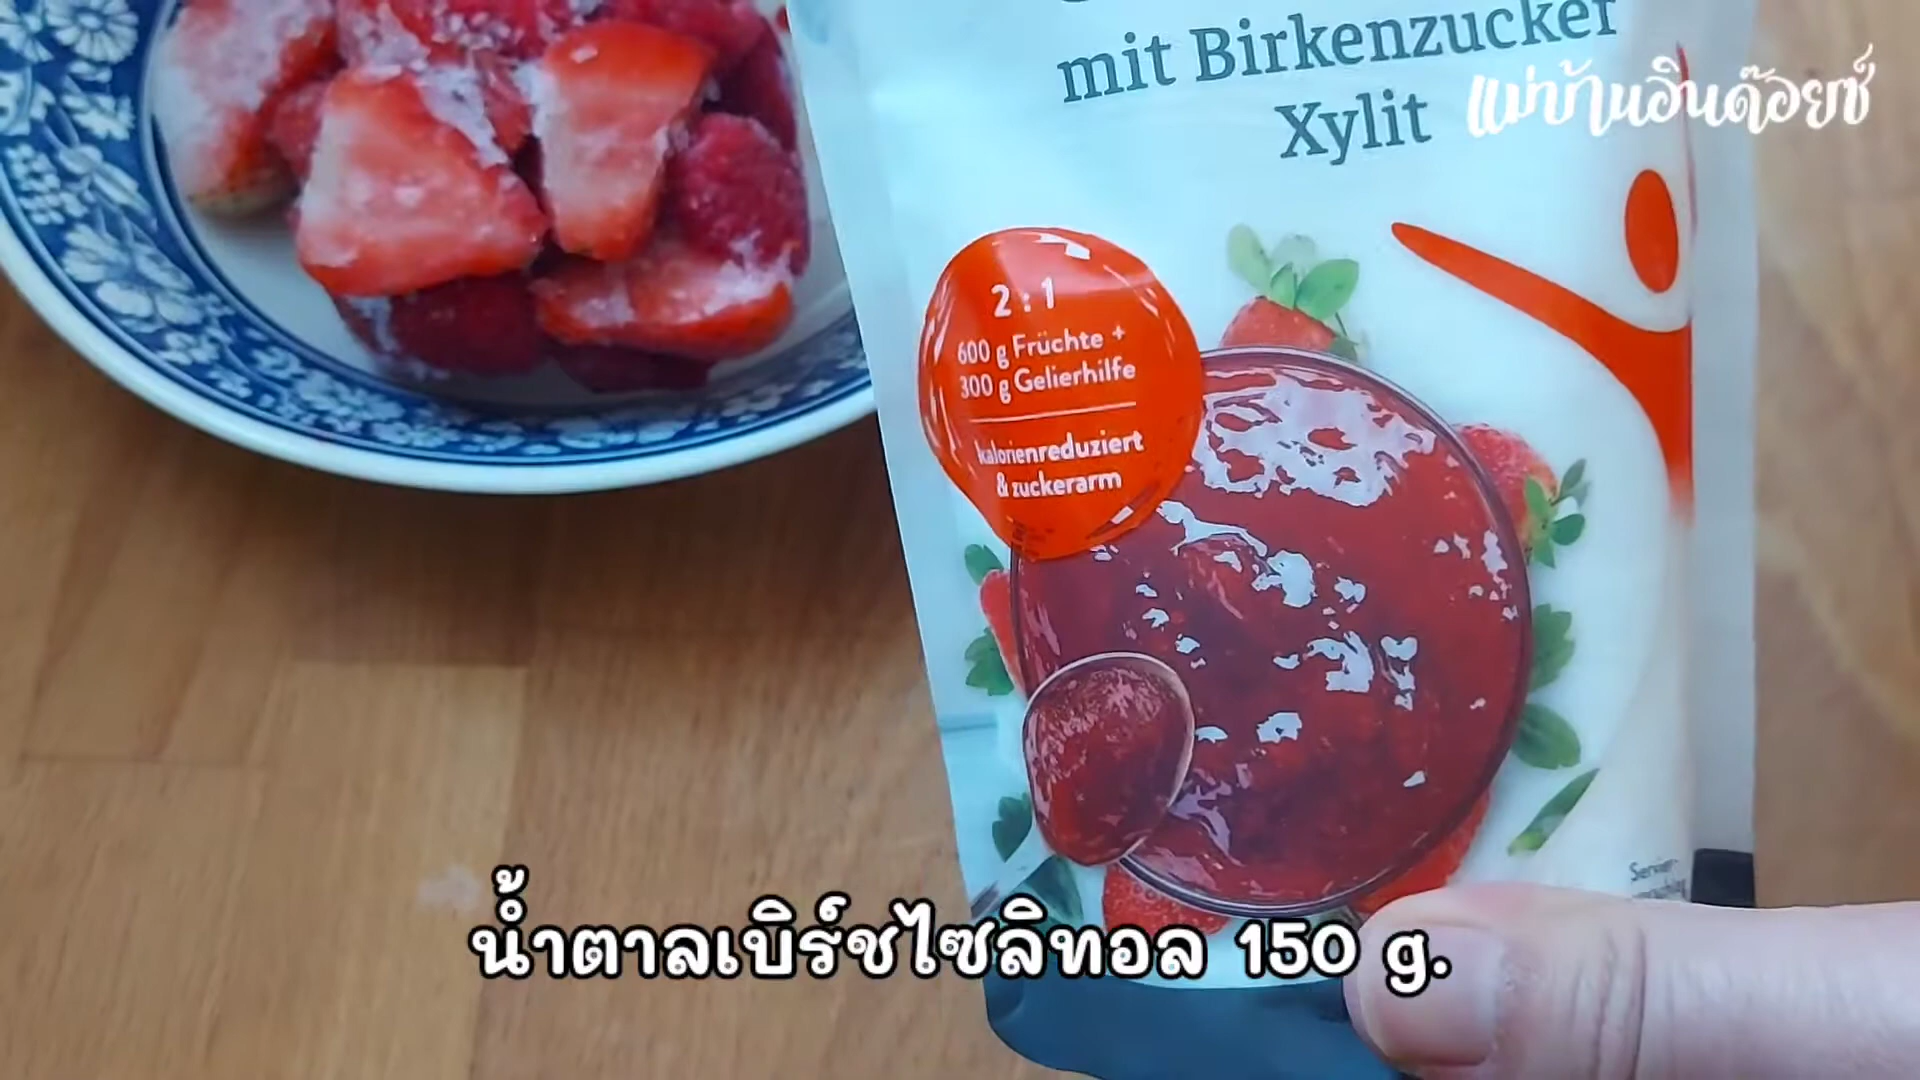 mit Birkenzucker
Xylit
แม่บ้านอินด๊อยซ์
2 : 1
600 g Früchte +
300 g Gelierhilfe
kalorienreduziert
& zuckerarm
น้ำตาลเบิร์ชไซลิทอล 150 g.